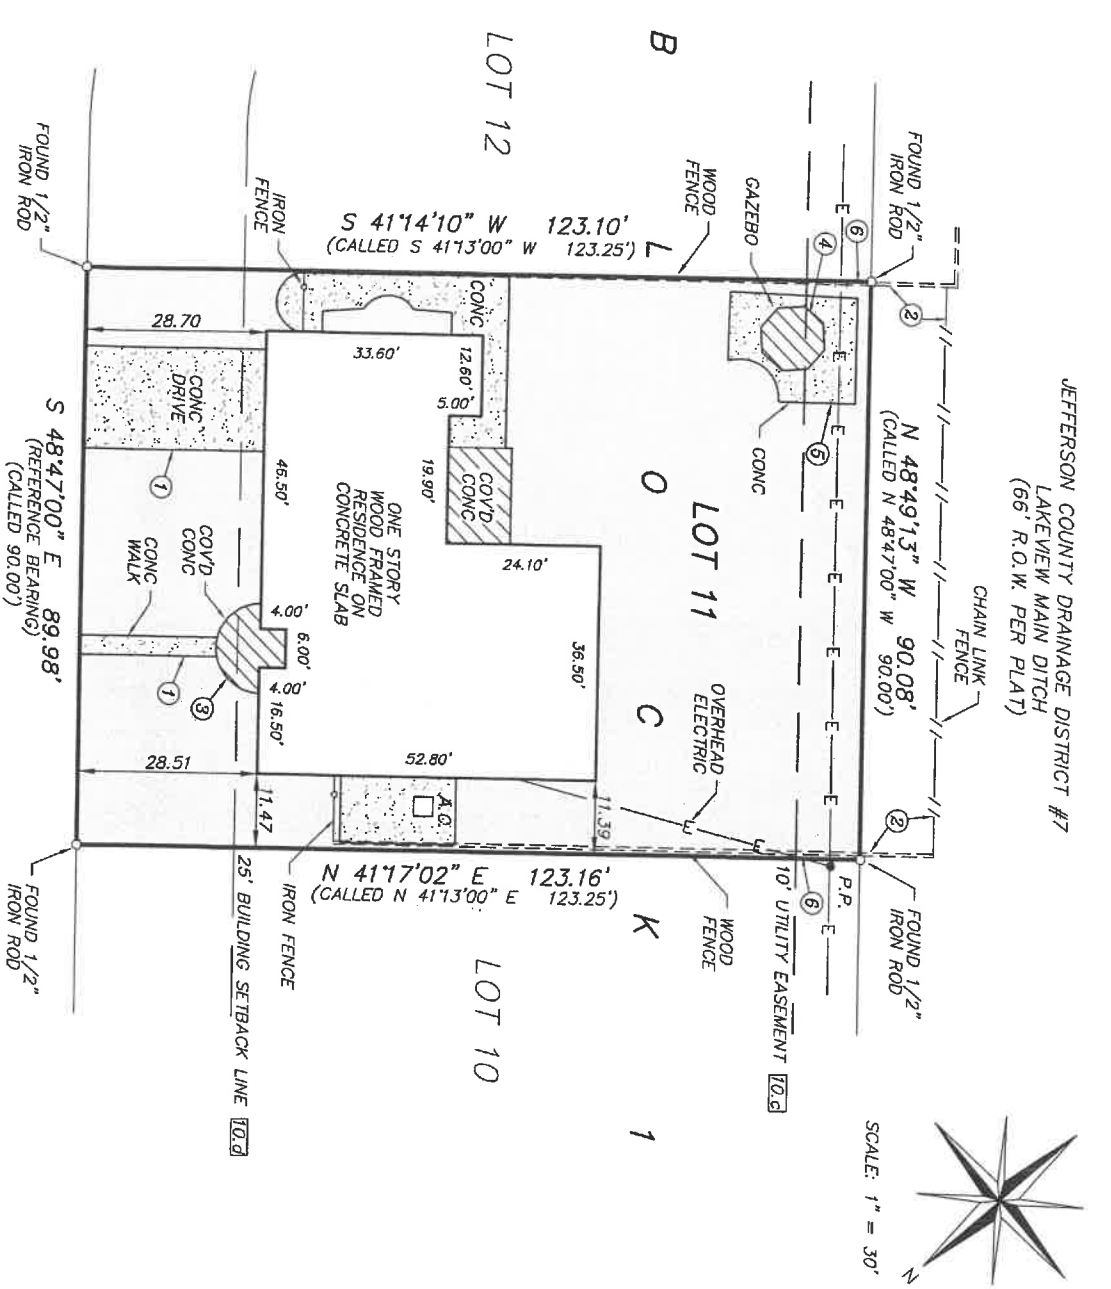 JEFFERSON COUNTY DRAINAGE DISTRICT #7
LAKEVIEW MAIN DITCH
(66' R.O.W. PER PLAT)
CHAIN LINK
FENCE
FOUND 1/2"
IRON ROD
6
2
N 48°49'13" W 90.08'
(CALLED N 48°47'00" W 90.00')
2
FOUND 1/2"
IRON ROD
4
GAZEBO
5
CONC
E
E
E
E
E
E
E
E
E
E
E
E
P.P.
6
10' UTILITY EASEMENT 10.c
WOOD
FENCE
OVERHEAD
ELECTRIC
WOOD
FENCE
B L O C K 1
LOT 12
LOT 11
LOT 10
S 41°14'10" W 123.10'
(CALLED S 41°13'00" W 123.25')
N 41°17'02" E 123.16'
(CALLED N 41°13'00" E 123.25')
IRON
FENCE
CONC
12.60'
5.00'
33.60'
COV'D
CONC
19.90'
24.10'
36.50'
11.39
ONE STORY
WOOD FRAMED
RESIDENCE ON
CONCRETE SLAB
52.80'
A.C.
46.50'
4.00'
6.00'
4.00'
16.50'
11.47
IRON FENCE
28.70
CONC
DRIVE
1
COV'D
CONC
CONC
WALK
1
3
28.51
25' BUILDING SETBACK LINE 10.d
FOUND 1/2"
IRON ROD
S 48°47'00" E 89.98'
(REFERENCE BEARING)
(CALLED 90.00')
FOUND 1/2"
IRON ROD
N
SCALE: 1" = 30'